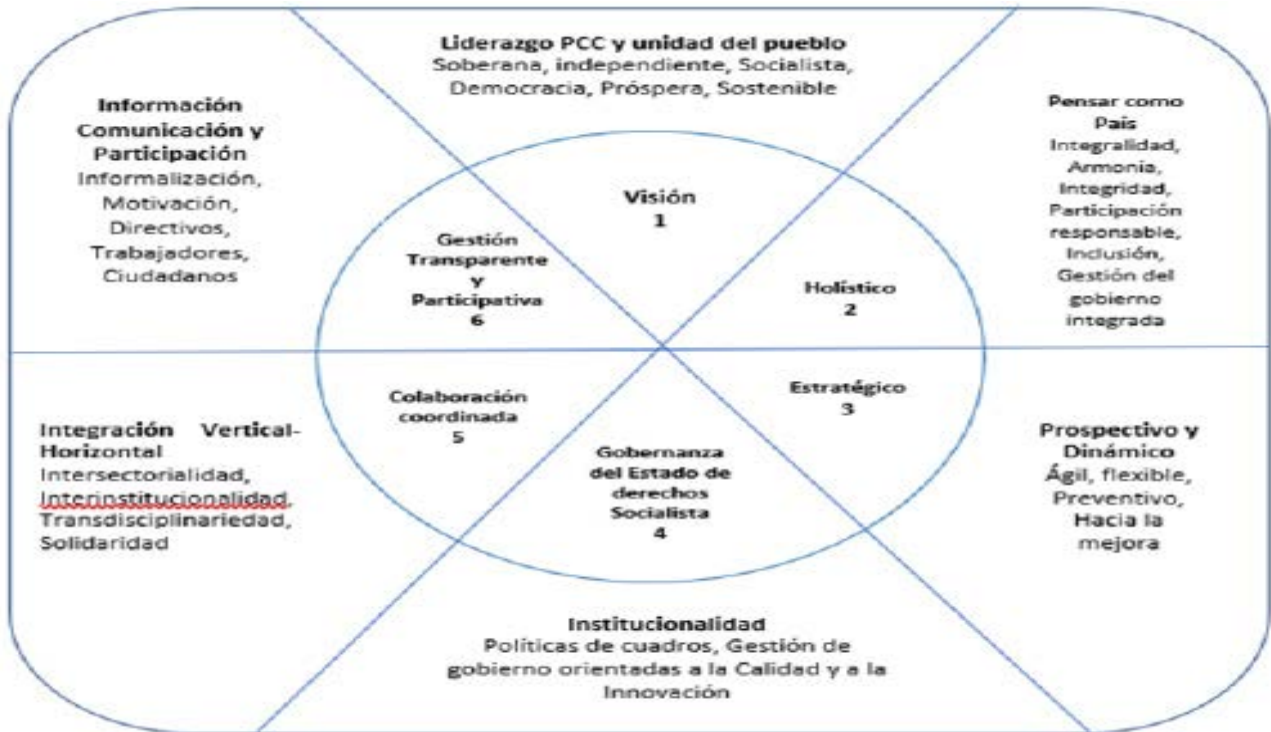 Liderazgo PCC y unidad del pueblo
Soberana, independiente, Socialista,
Democracia, Próspera, Sostenible
Información
Comunicación y
Participación
Informalización,
Motivación,
Directivos,
Trabajadores,
Ciudadanos
Pensar como
País
Integralidad,
Armonía,
Integridad,
Participación
responsable,
Inclusión,
Gestión del
gobierno
integrada
Visión
1
Holístico
2
Estratégico
3
Gobernanza
del Estado de
derechos
Socialista
4
Colaboración
coordinada
5
Gestión
Transparente
y
Participativa
6
Prospectivo y
Dinámico
Ágil, flexible,
Preventivo,
Hacia la
mejora
Institucionalidad
Políticas de cuadros, Gestión de
gobierno orientadas a la Calidad y a la
Innovación
Integración Vertical-
Horizontal
Intersectorialidad,
Interinstitucionalidad,
Transdisciplinariedad,
Solidaridad